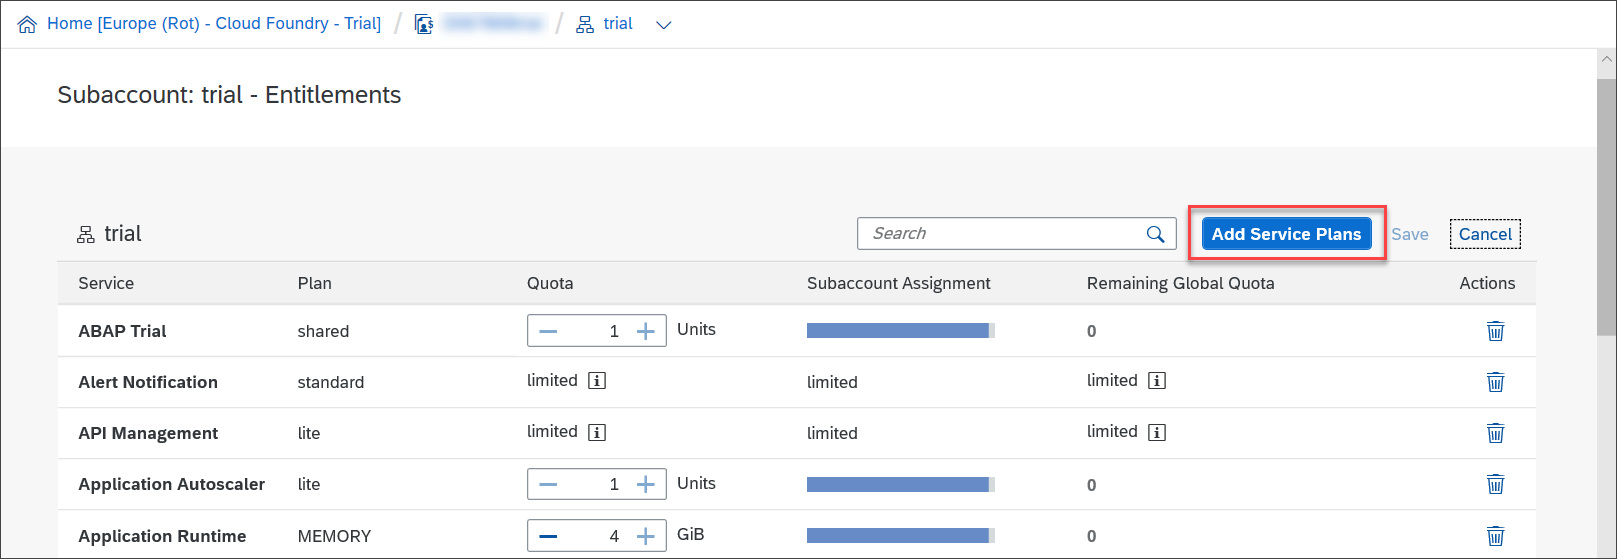 Home [Europe (Rot) - Cloud Foundry - Trial] / / trial
Subaccount: trial - Entitlements
trial Search Add Service Plans Save Cancel
Service Plan Quota Subaccount Assignment Remaining Global Quota Actions
ABAP Trial shared 1 Units 0
Alert Notification standard limited limited limited
API Management lite limited limited limited
Application Autoscaler lite 1 Units 0
Application Runtime MEMORY 4 GiB 0